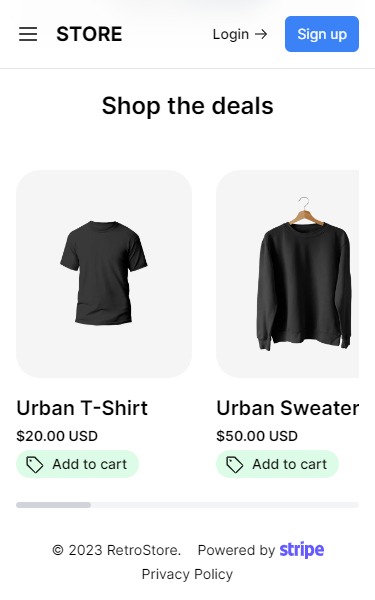 STORE Login → Sign up
Shop the deals
Urban T-Shirt
$20.00 USD
Add to cart
Urban Sweater
$50.00 USD
Add to cart
© 2023 RetroStore. Powered by stripe
Privacy Policy